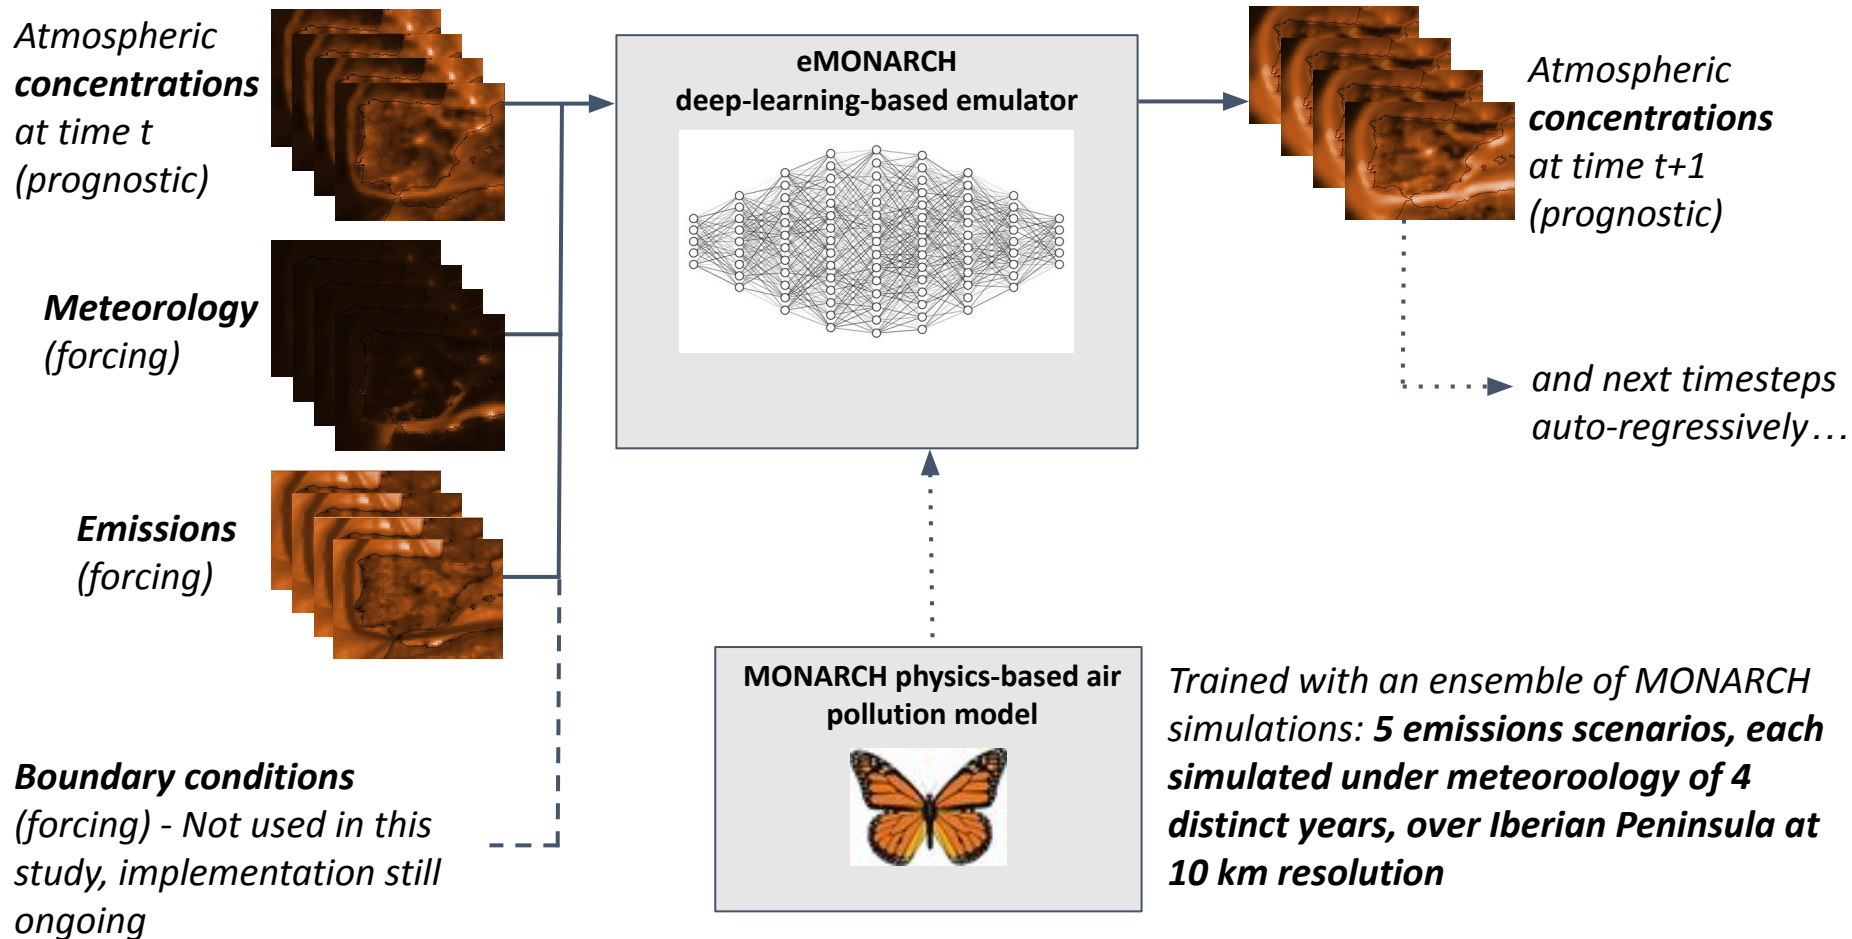 Atmospheric
concentrations
at time t
(prognostic)
Meteorology
(forcing)
Emissions
(forcing)
Boundary conditions
(forcing) - Not used in this
study, implementation still
ongoing
eMONARCH
deep-learning-based emulator
MONARCH physics-based air
pollution model
Atmospheric
concentrations
at time t+1
(prognostic)
and next timesteps
auto-regressively…
Trained with an ensemble of MONARCH
simulations: 5 emissions scenarios, each
simulated under meteoroology of 4
distinct years, over Iberian Peninsula at
10 km resolution